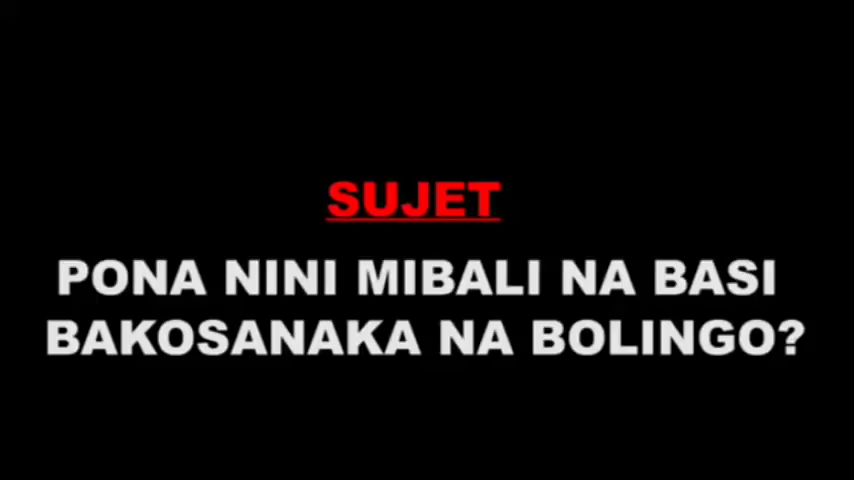 SUJET
PONA NINI MIBALI NA BASI
BAKOSANAKA NA BOLINGO?